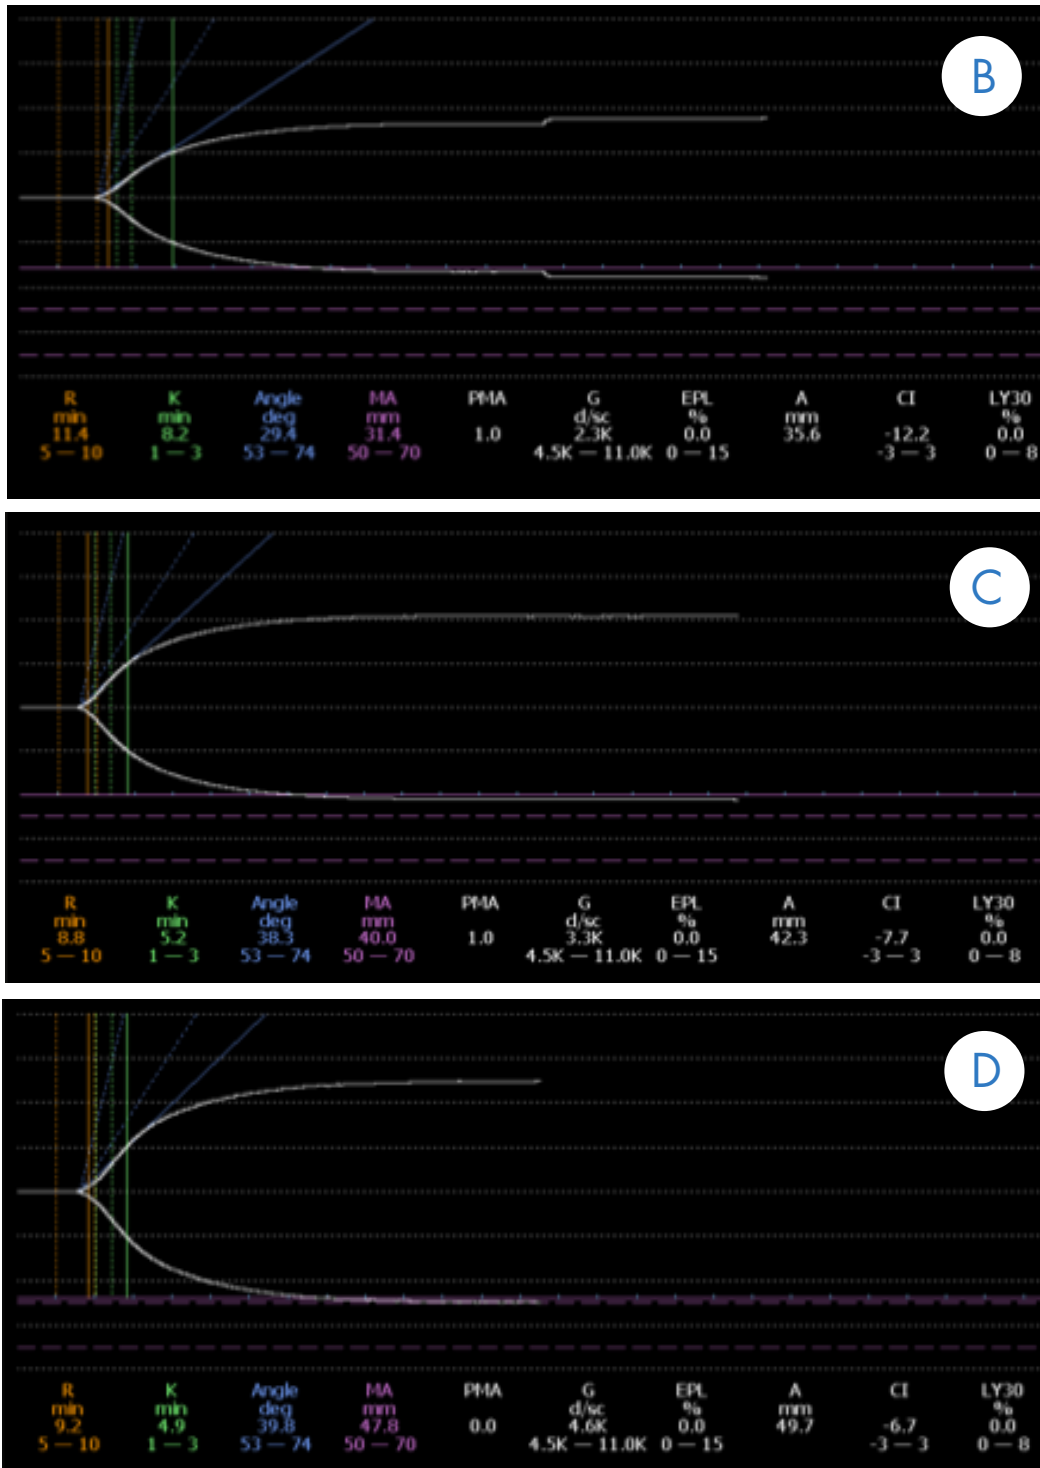 B
R K Angle MA PMA G EPL A CI LY30
min min deg mm d/sc % mm %
11.4 8.2 29.4 31.4 1.0 2.3K 0.0 35.6 -12.2 0.0
5 — 10 1 — 3 53 — 74 50 — 70 4.5K — 11.0K 0 — 15 -3 — 3 0 — 8
C
R K Angle MA PMA G EPL A CI LY30
min min deg mm d/sc % mm %
8.8 5.2 38.3 40.0 1.0 3.3K 0.0 42.3 -7.7 0.0
5 — 10 1 — 3 53 — 74 50 — 70 4.5K — 11.0K 0 — 15 -3 — 3 0 — 8
D
R K Angle MA PMA G EPL A CI LY30
min min deg mm d/sc % mm %
9.2 4.9 39.8 47.8 0.0 4.6K 0.0 49.7 -6.7 0.0
5 — 10 1 — 3 53 — 74 50 — 70 4.5K — 11.0K 0 — 15 -3 — 3 0 — 8